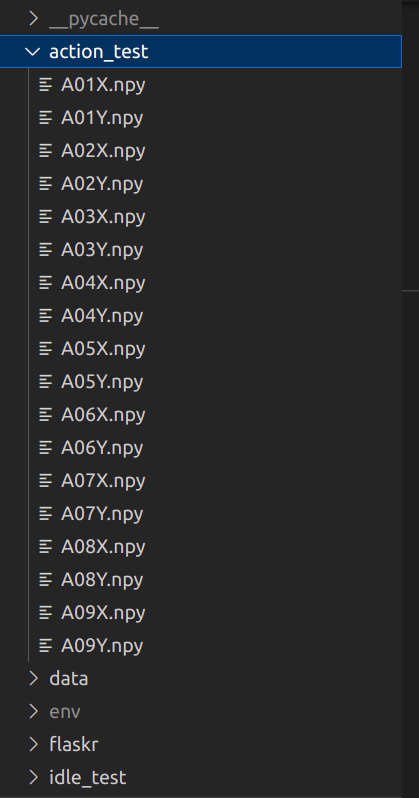 __pycache__
action_test
A01X.npy
A01Y.npy
A02X.npy
A02Y.npy
A03X.npy
A03Y.npy
A04X.npy
A04Y.npy
A05X.npy
A05Y.npy
A06X.npy
A06Y.npy
A07X.npy
A07Y.npy
A08X.npy
A08Y.npy
A09X.npy
A09Y.npy
data
env
flaskr
idle_test